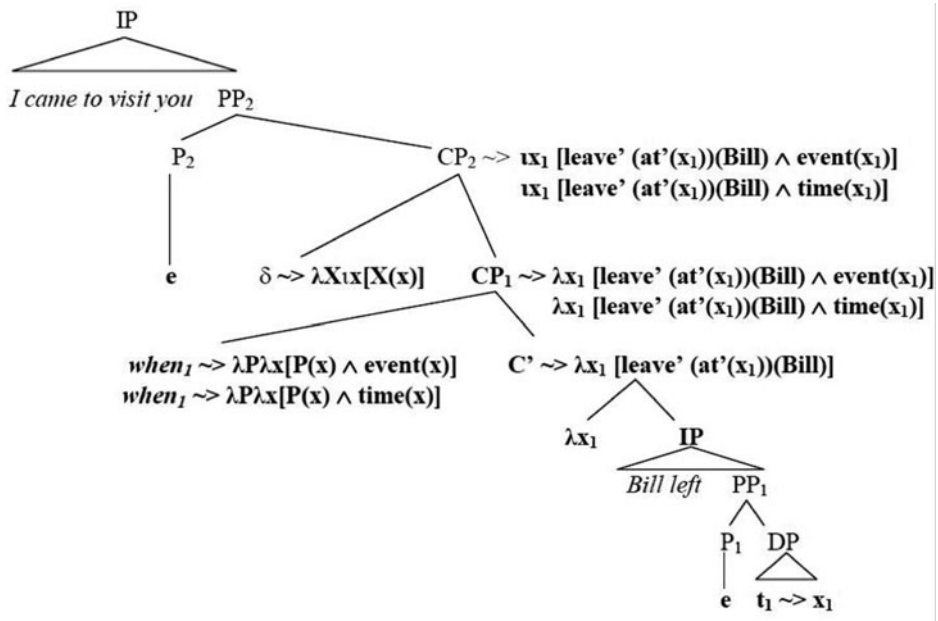 IP
I came to visit you PP₂
P₂ CP₂ ~> ιx₁ [leave’ (at’(x₁))(Bill) ∧ event(x₁)]
ιx₁ [leave’ (at’(x₁))(Bill) ∧ time(x₁)]
e δ ~> λXιx[X(x)] CP₁ ~> λx₁ [leave’ (at’(x₁))(Bill) ∧ event(x₁)]
λx₁ [leave’ (at’(x₁))(Bill) ∧ time(x₁)]
when₁ ~> λPλx[P(x) ∧ event(x)] C’ ~> λx₁ [leave’ (at’(x₁))(Bill)]
when₁ ~> λPλx[P(x) ∧ time(x)]
λx₁ IP
Bill left PP₁
P₁ DP
e t₁ ~> x₁